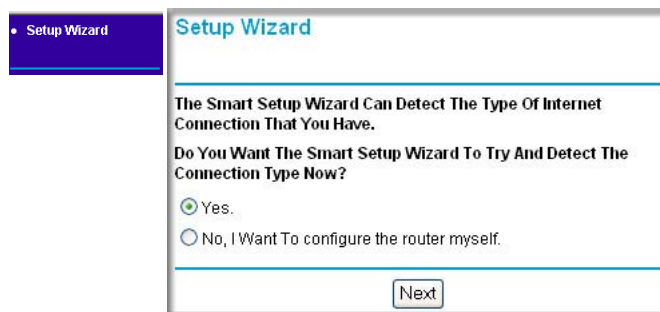 Setup Wizard
Setup Wizard
The Smart Setup Wizard Can Detect The Type Of Internet
Connection That You Have.
Do You Want The Smart Setup Wizard To Try And Detect The
Connection Type Now?
Yes.
No, I Want To configure the router myself.
Next